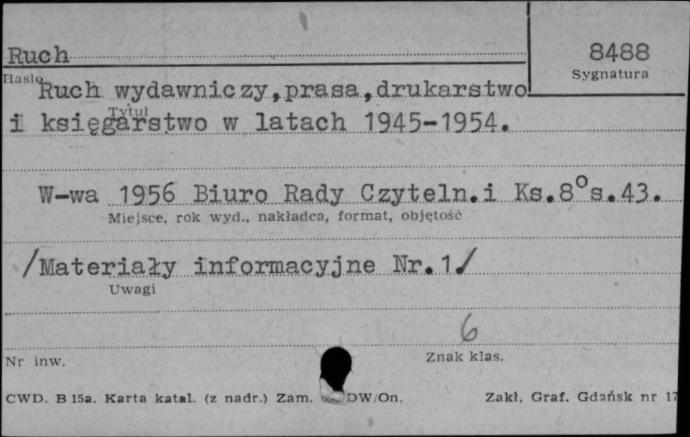 Ruch
8488
Hasło
Sygnatura
Ruch wydawniczy,prasa,drukarstwo
Tytuł
i księgarstwo w latach 1945-1954.
W-wa 1956 Biuro Rady Czyteln.i Ks.8° s.43.
Miejsce, rok wyd., nakładca, format, objętość
/Materiały informacyjne Nr.1/
Uwagi
6
Nr inw.
Znak klas.
CWD. B 15a. Karta katal. (z nadr.) Zam. DW/On.
Zakł. Graf. Gdańsk nr 17